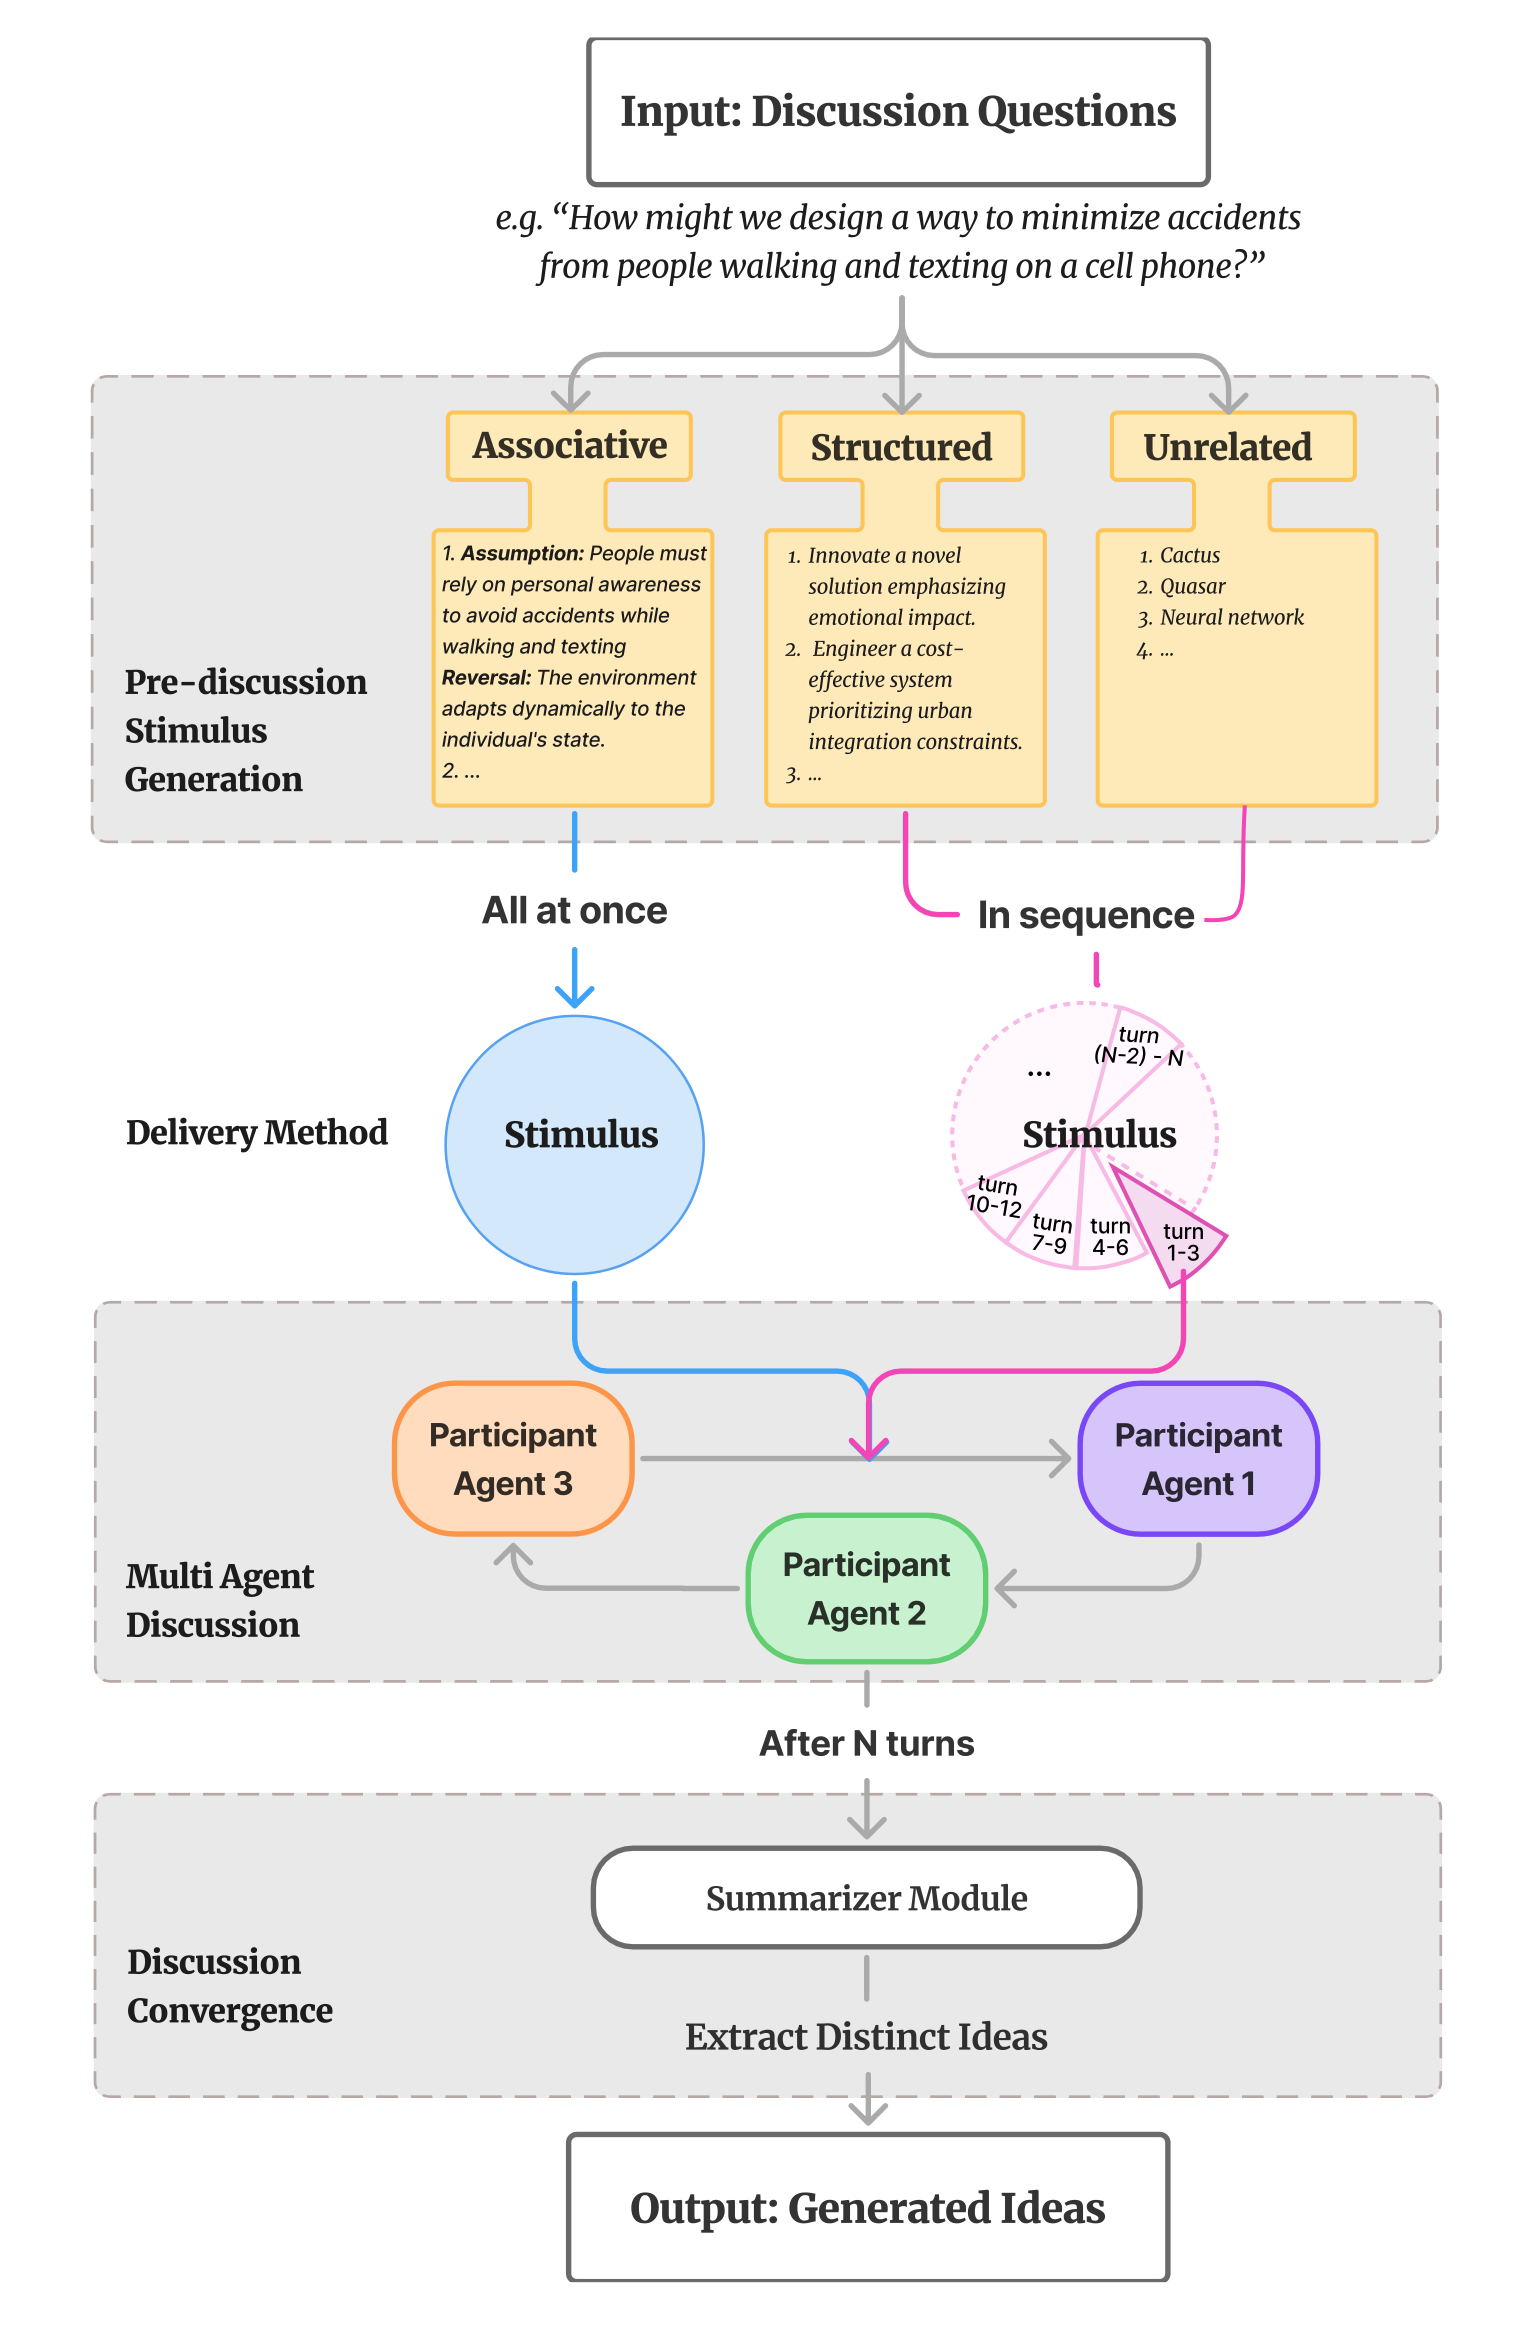 Input: Discussion Questions
e.g. “How might we design a way to minimize accidents
from people walking and texting on a cell phone?”
Associative
1. Assumption: People must
rely on personal awareness
to avoid accidents while
walking and texting
Reversal: The environment
adapts dynamically to the
individual's state.
2. ...
Structured
1. Innovate a novel
solution emphasizing
emotional impact.
2. Engineer a cost-
effective system
prioritizing urban
integration constraints.
3. ...
Unrelated
1. Cactus
2. Quasar
3. Neural network
4. ...
Pre-discussion
Stimulus
Generation
All at once
In sequence
Delivery Method
Stimulus
turn
(N-2) - N
...
Stimulus
turn
10-12
turn
7-9
turn
4-6
turn
1-3
Participant
Agent 3
Participant
Agent 1
Participant
Agent 2
Multi Agent
Discussion
After N turns
Summarizer Module
Discussion
Convergence
Extract Distinct Ideas
Output: Generated Ideas